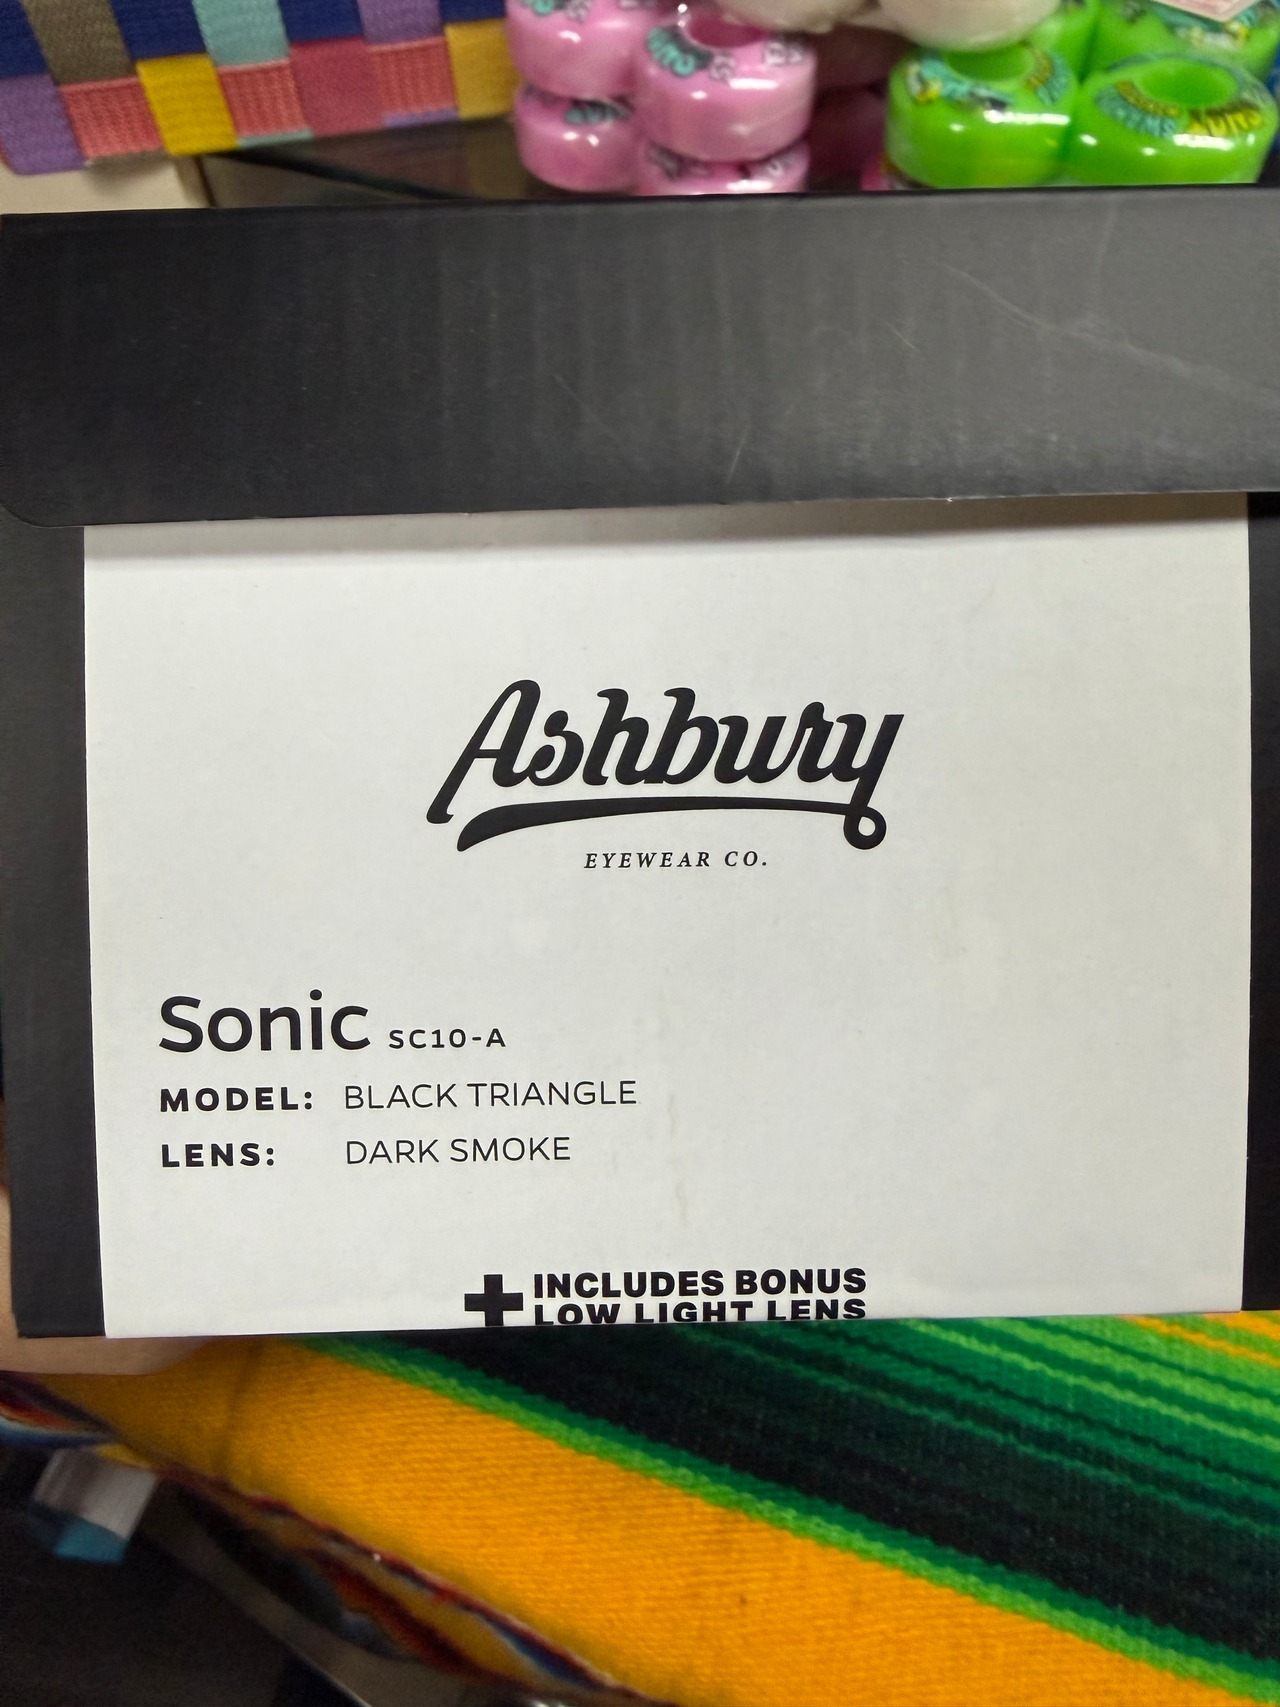 Ashbury
EYEWEAR CO.
Sonic SC10-A
MODEL: BLACK TRIANGLE
LENS: DARK SMOKE
+ INCLUDES BONUS
LOW LIGHT LENS